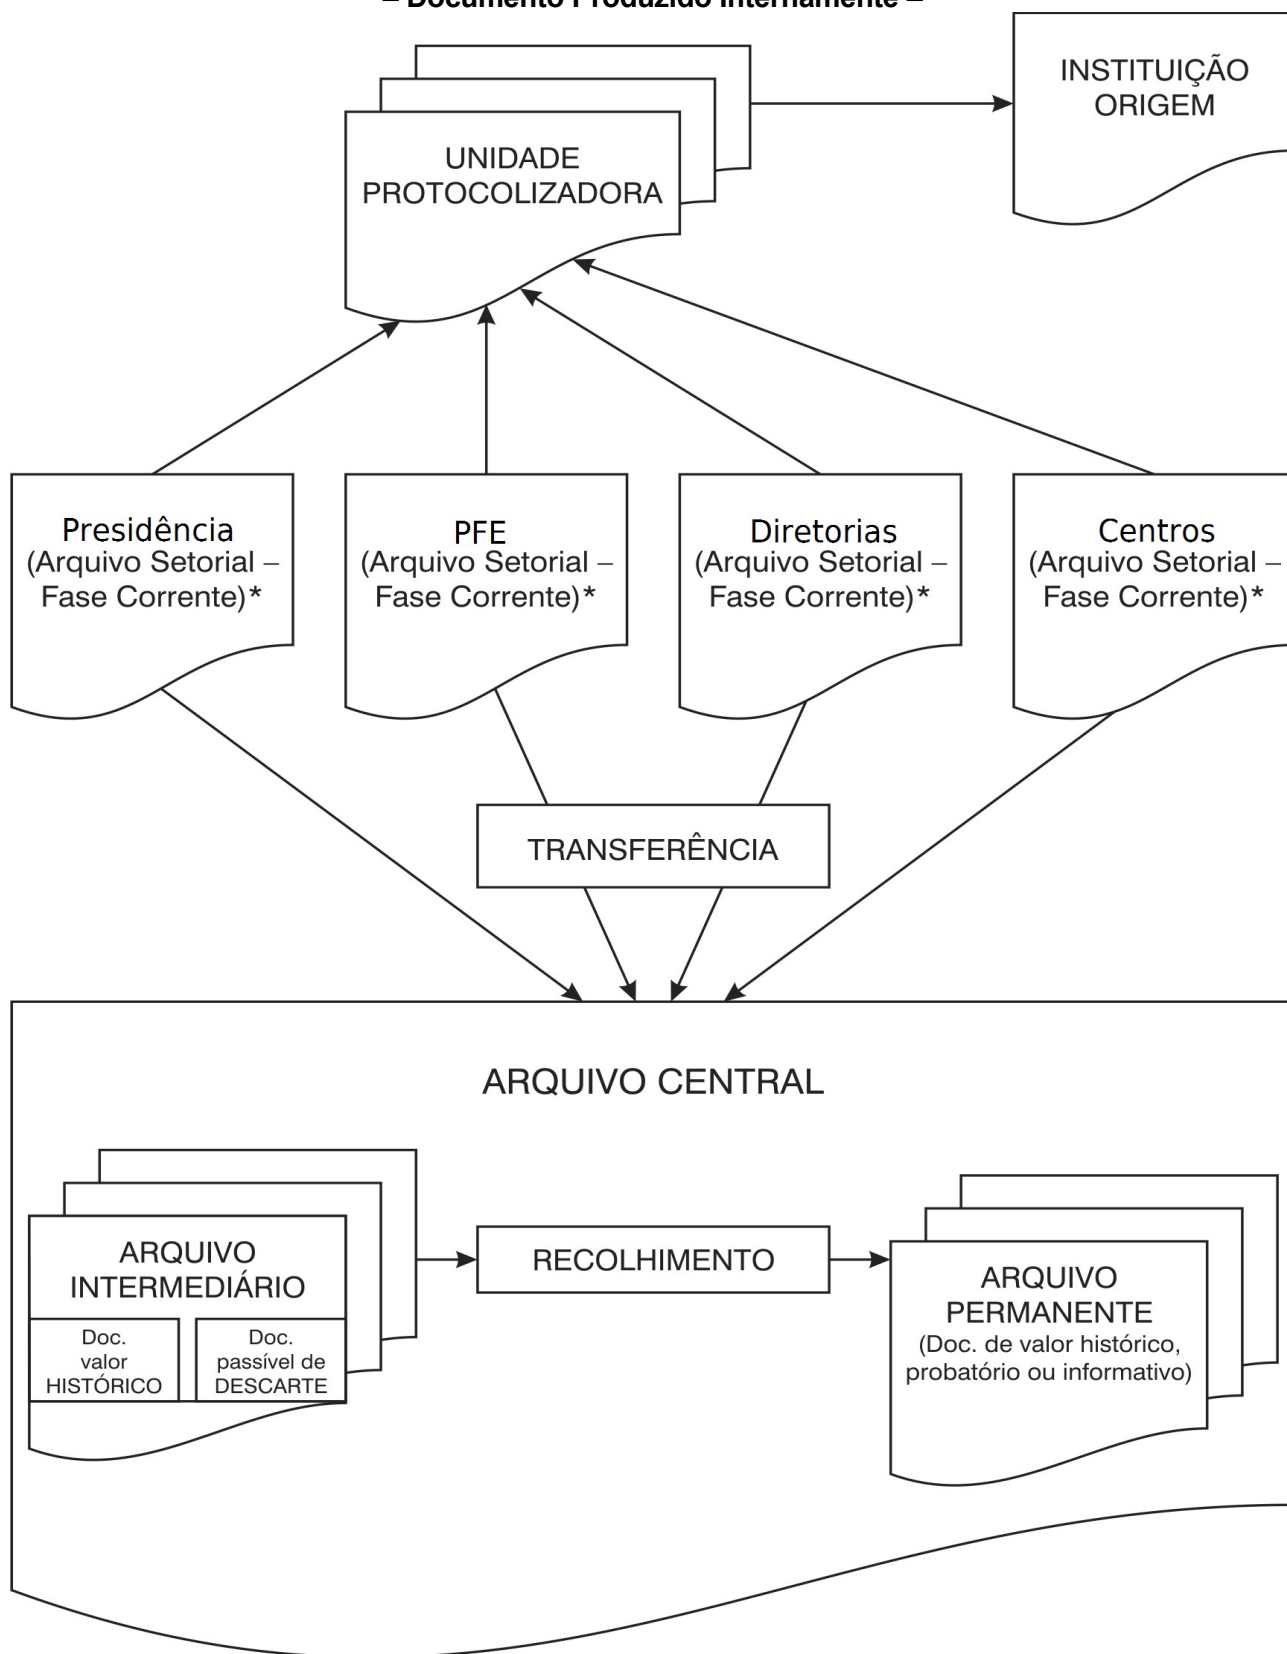 – Documento Produzido Internamente –
INSTITUIÇÃO
ORIGEM
UNIDADE
PROTOCOLIZADORA
Presidência
(Arquivo Setorial –
Fase Corrente)*
PFE
(Arquivo Setorial –
Fase Corrente)*
Diretorias
(Arquivo Setorial –
Fase Corrente)*
Centros
(Arquivo Setorial –
Fase Corrente)*
TRANSFERÊNCIA
ARQUIVO CENTRAL
ARQUIVO
INTERMEDIÁRIO
Doc.
valor
HISTÓRICO
Doc.
passível de
DESCARTE
RECOLHIMENTO
ARQUIVO
PERMANENTE
(Doc. de valor histórico,
probatório ou informativo)